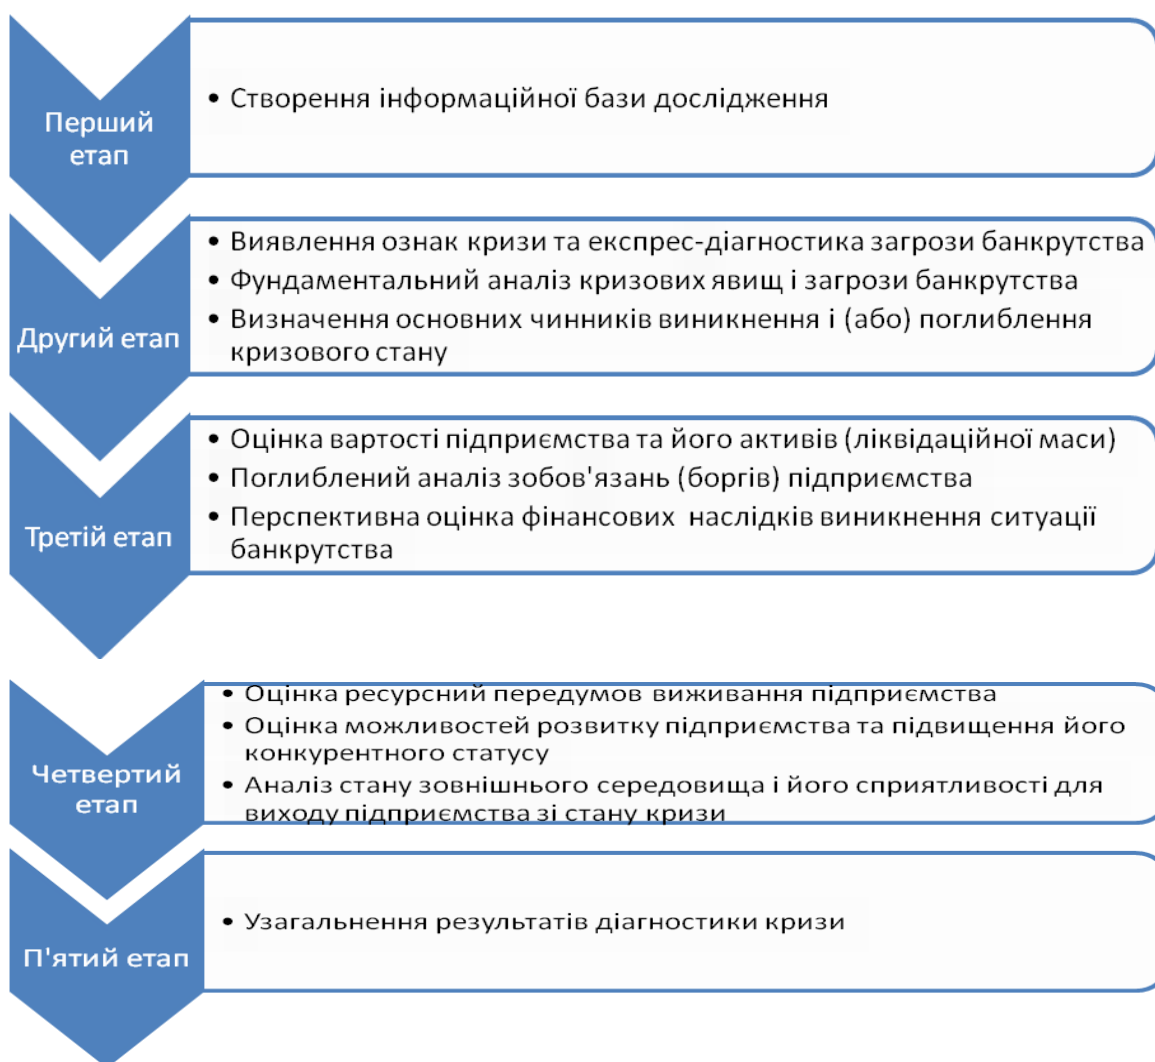 Перший
етап
• Створення інформаційної бази дослідження
Другий етап
• Виявлення ознак кризи та експрес-діагностика загрози банкрутства
• Фундаментальний аналіз кризових явищ і загрози банкрутства
• Визначення основних чинників виникнення і (або) поглиблення
кризового стану
Третій етап
• Оцінка вартості підприємства та його активів (ліквідаційної маси)
• Поглиблений аналіз зобов'язань (боргів) підприємства
• Перспективна оцінка фінансових наслідків виникнення ситуації
банкрутства
Четвертий
етап
• Оцінка ресурсний передумов виживання підприємства
• Оцінка можливостей розвитку підприємства та підвищення його
конкурентного статусу
• Аналіз стану зовнішнього середовища і його сприятливості для
виходу підприємства зі стану кризи
П'ятий етап
• Узагальнення результатів діагностики кризи